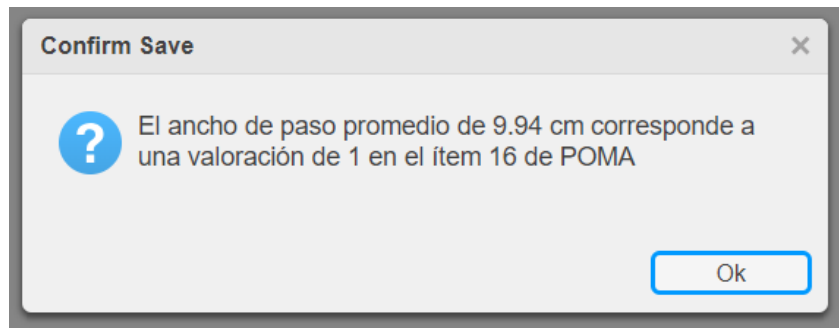 Confirm Save
El ancho de paso promedio de 9.94 cm corresponde a
una valoración de 1 en el ítem 16 de POMA
Ok